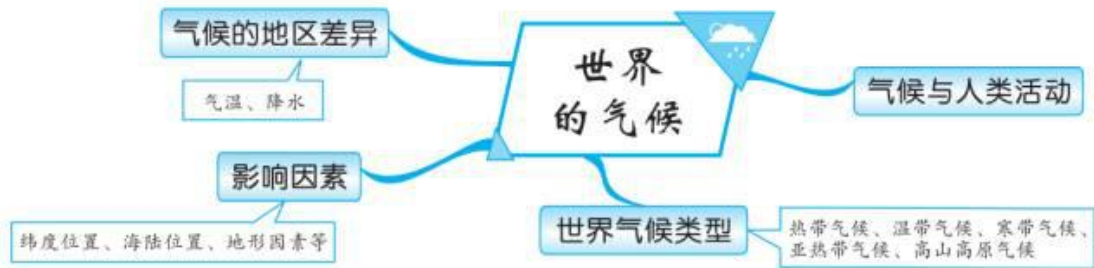 世界
的气候
气候的地区差异
气温、降水
影响因素
纬度位置、海陆位置、地形因素等
世界气候类型
热带气候、温带气候、寒带气候、
亚热带气候、高山高原气候
气候与人类活动